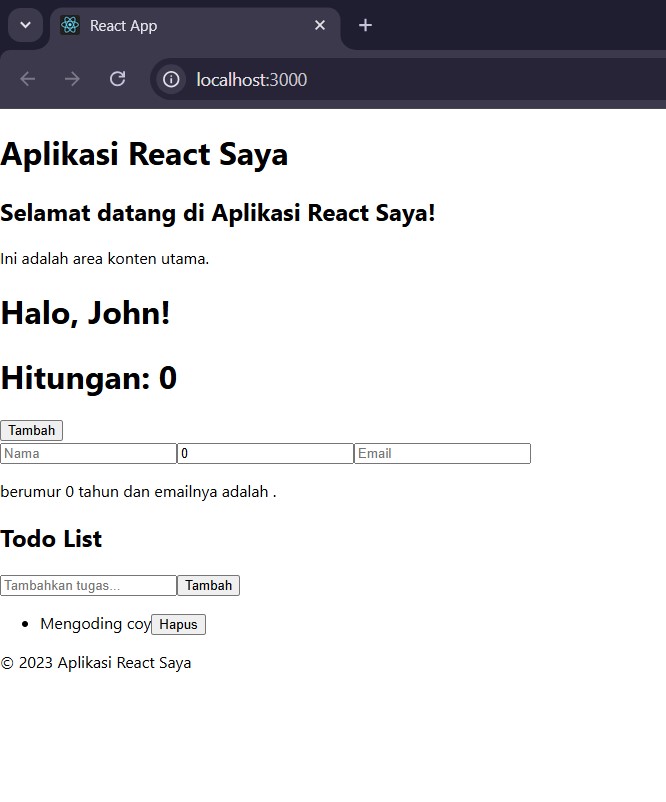 React App
localhost:3000
Aplikasi React Saya
Selamat datang di Aplikasi React Saya!
Ini adalah area konten utama.
Halo, John!
Hitungan: 0
Tambah
Nama 0 Email
berumur 0 tahun dan emailnya adalah .
Todo List
Tambahkan tugas... Tambah
Mengoding coy Hapus
© 2023 Aplikasi React Saya